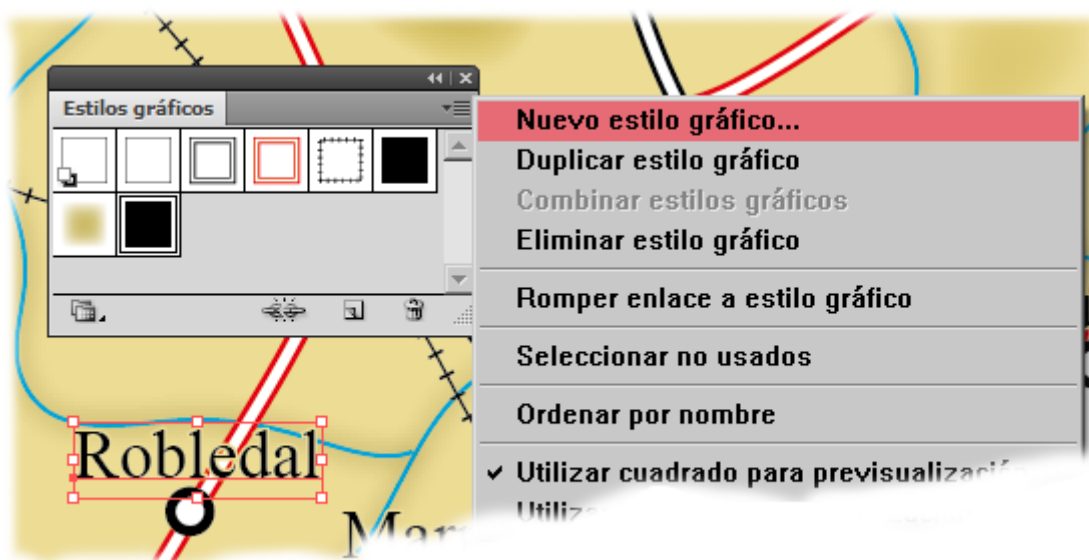 Estilos gráficos
Nuevo estilo gráfico...
Duplicar estilo gráfico
Combinar estilos gráficos
Eliminar estilo gráfico
Romper enlace a estilo gráfico
Seleccionar no usados
Ordenar por nombre
Utilizar cuadrado para previsualización
Robledal